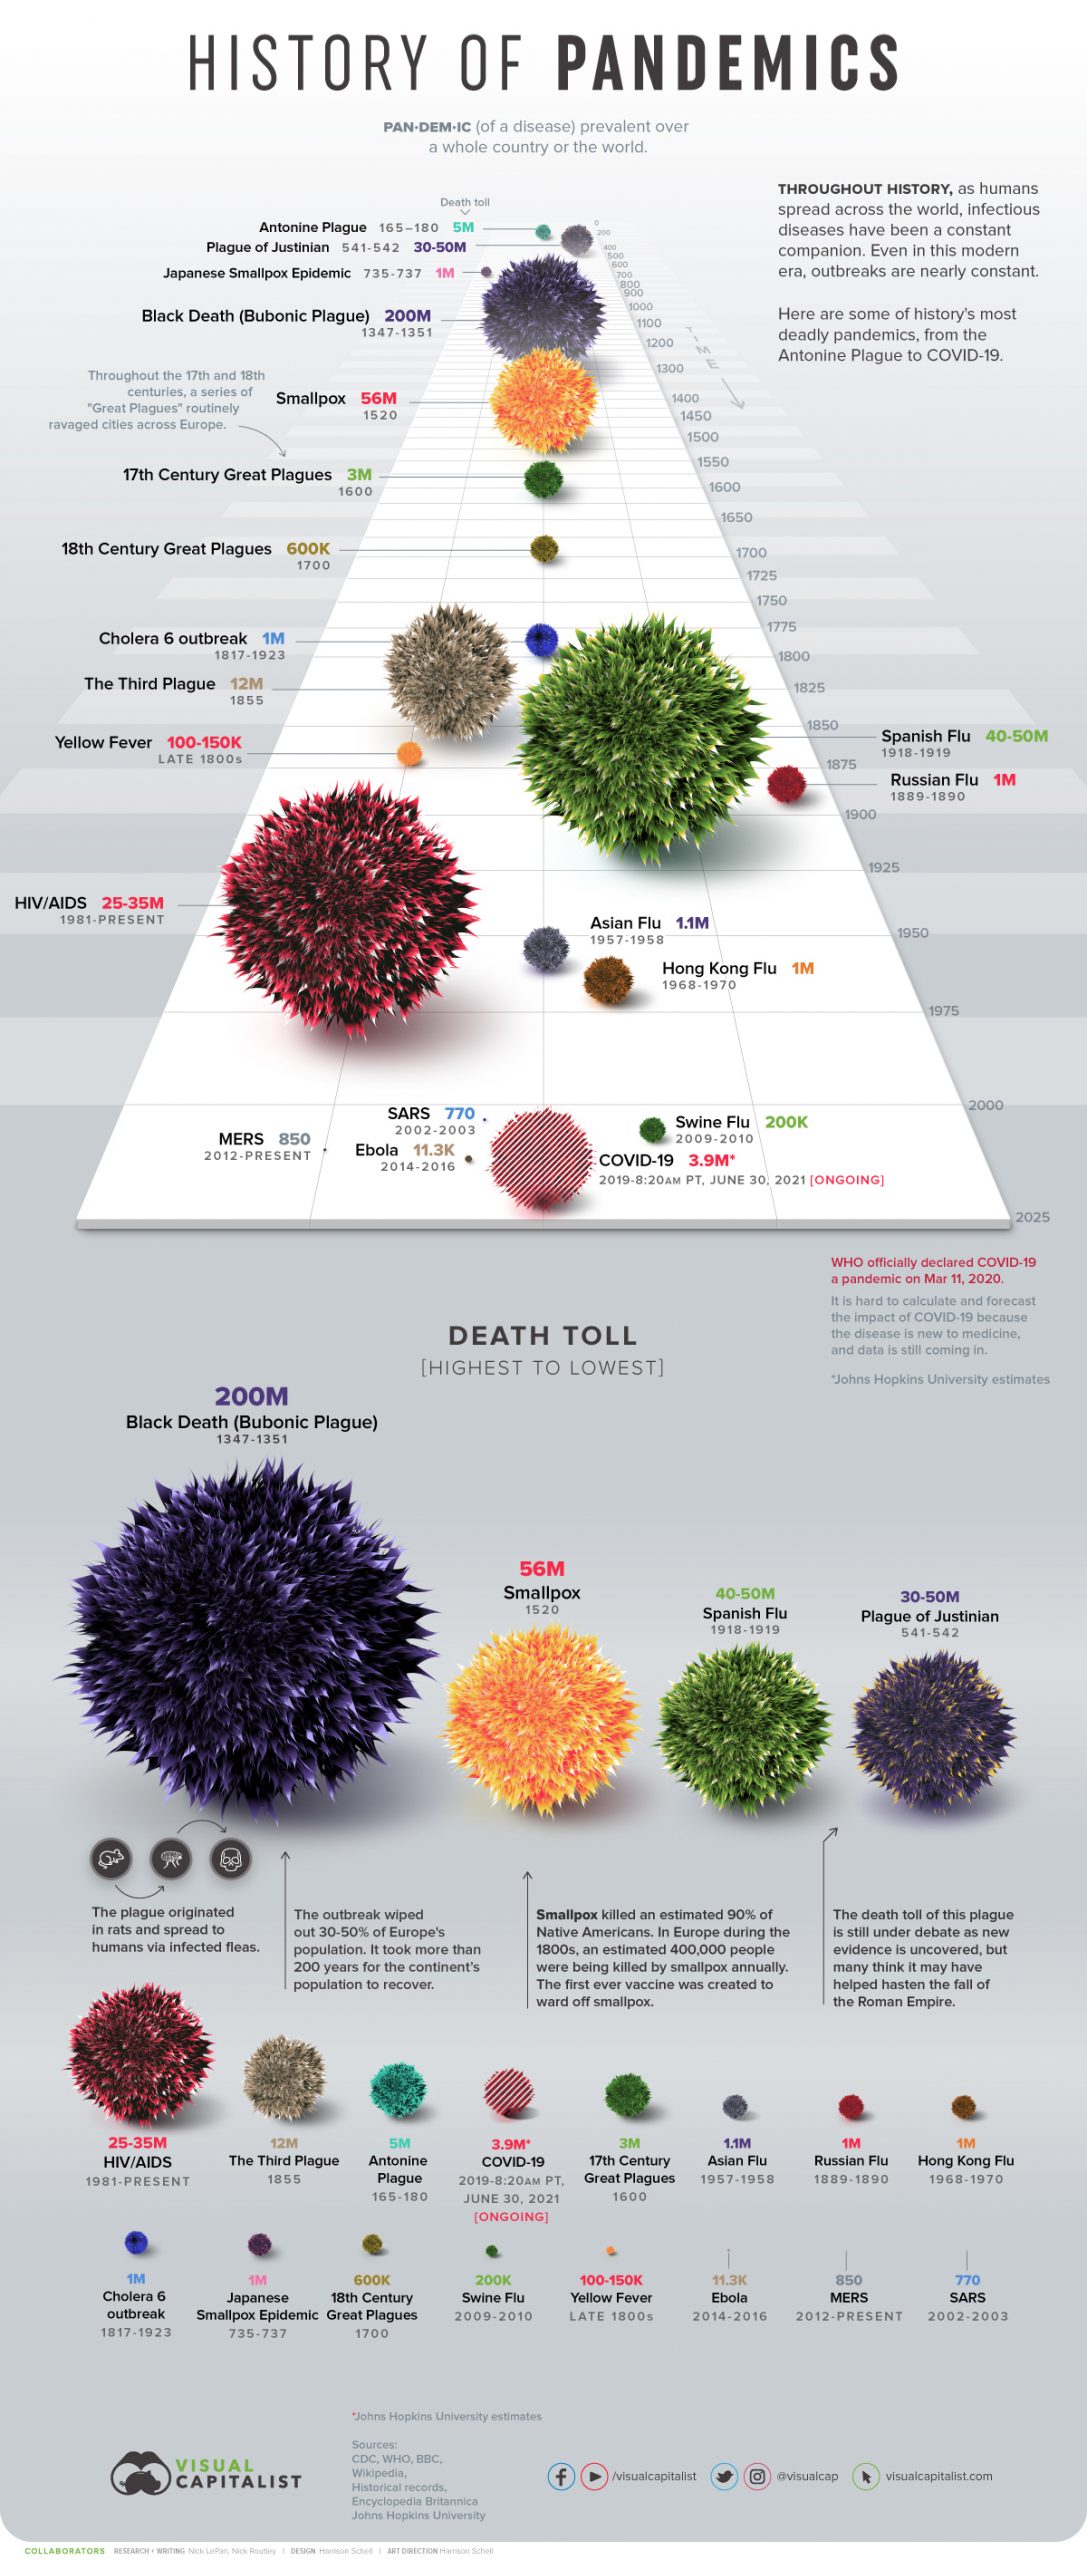 HISTORY OF PANDEMICS
PAN·DEM·IC (of a disease) prevalent over
a whole country or the world.
THROUGHOUT HISTORY, as humans
spread across the world, infectious
diseases have been a constant
companion. Even in this modern
era, outbreaks are nearly constant.
Here are some of history's most
deadly pandemics, from the
Antonine Plague to COVID-19.
Death toll
Antonine Plague 165-180 5M
Plague of Justinian 541-542 30-50M
Japanese Smallpox Epidemic 735-737 1M
Black Death (Bubonic Plague) 200M
1347-1351
Throughout the 17th and 18th
centuries, a series of
"Great Plagues" routinely
ravaged cities across Europe.
Smallpox 56M
1520
17th Century Great Plagues 3M
1600
18th Century Great Plagues 600K
1700
Cholera 6 outbreak 1M
1817-1923
The Third Plague 12M
1855
Yellow Fever 100-150K
LATE 1800s
Spanish Flu 40-50M
1918-1919
Russian Flu 1M
1889-1890
HIV/AIDS 25-35M
1981-PRESENT
Asian Flu 1.1M
1957-1958
Hong Kong Flu 1M
1968-1970
SARS 770
2002-2003
MERS 850
2012-PRESENT
Ebola 11.3K
2014-2016
Swine Flu 200K
2009-2010
COVID-19 3.9M*
2019-8:20AM PT, JUNE 30, 2021 [ONGOING]
TIME
0
200
400
500
600
700
800
900
1000
1100
1200
1300
1400
1450
1500
1550
1600
1650
1700
1725
1750
1775
1800
1825
1850
1875
1900
1925
1950
1975
2000
2025
WHO officially declared COVID-19
a pandemic on Mar 11, 2020.
It is hard to calculate and forecast
the impact of COVID-19 because
the disease is new to medicine,
and data is still coming in.
*Johns Hopkins University estimates
DEATH TOLL
[HIGHEST TO LOWEST]
200M
Black Death (Bubonic Plague)
1347-1351
56M
Smallpox
1520
40-50M
Spanish Flu
1918-1919
30-50M
Plague of Justinian
541-542
The plague originated
in rats and spread to
humans via infected fleas.
The outbreak wiped
out 30-50% of Europe's
population. It took more than
200 years for the continent's
population to recover.
Smallpox killed an estimated 90% of
Native Americans. In Europe during the
1800s, an estimated 400,000 people
were being killed by smallpox annually.
The first ever vaccine was created to
ward off smallpox.
The death toll of this plague
is still under debate as new
evidence is uncovered, but
many think it may have
helped hasten the fall of
the Roman Empire.
25-35M
HIV/AIDS
1981-PRESENT
12M
The Third Plague
1855
5M
Antonine
Plague
165-180
3.9M*
COVID-19
2019-8:20AM PT,
JUNE 30, 2021
[ONGOING]
3M
17th Century
Great Plagues
1600
1.1M
Asian Flu
1957-1958
1M
Russian Flu
1889-1890
1M
Hong Kong Flu
1968-1970
1M
Cholera 6
outbreak
1817-1923
1M
Japanese
Smallpox Epidemic
735-737
600K
18th Century
Great Plagues
1700
200K
Swine Flu
2009-2010
100-150K
Yellow Fever
LATE 1800s
11.3K
Ebola
2014-2016
850
MERS
2012-PRESENT
770
SARS
2002-2003
*Johns Hopkins University estimates
Sources:
CDC, WHO, BBC,
Wikipedia,
Historical records,
Encyclopedia Britannica
Johns Hopkins University
VISUAL
CAPITALIST
/visualcapitalist
@visualcap
visualcapitalist.com
COLLABORATORS RESEARCH + WRITING Nick LePan, Nick Routley | DESIGN Harrison Schell | ART DIRECTION Harrison Schell